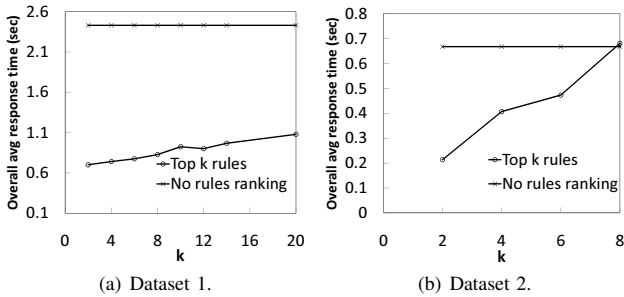 Overall avg response time (sec)
2.6
2.1
1.6
1.1
0.6
0.1
Top k rules
No rules ranking
0 4 8 12 16 20
k
(a) Dataset 1.
Overall avg response time (sec)
0.8
0.7
0.6
0.5
0.4
0.3
0.2
0.1
0
Top k rules
No rules ranking
0 2 4 6 8
k
(b) Dataset 2.